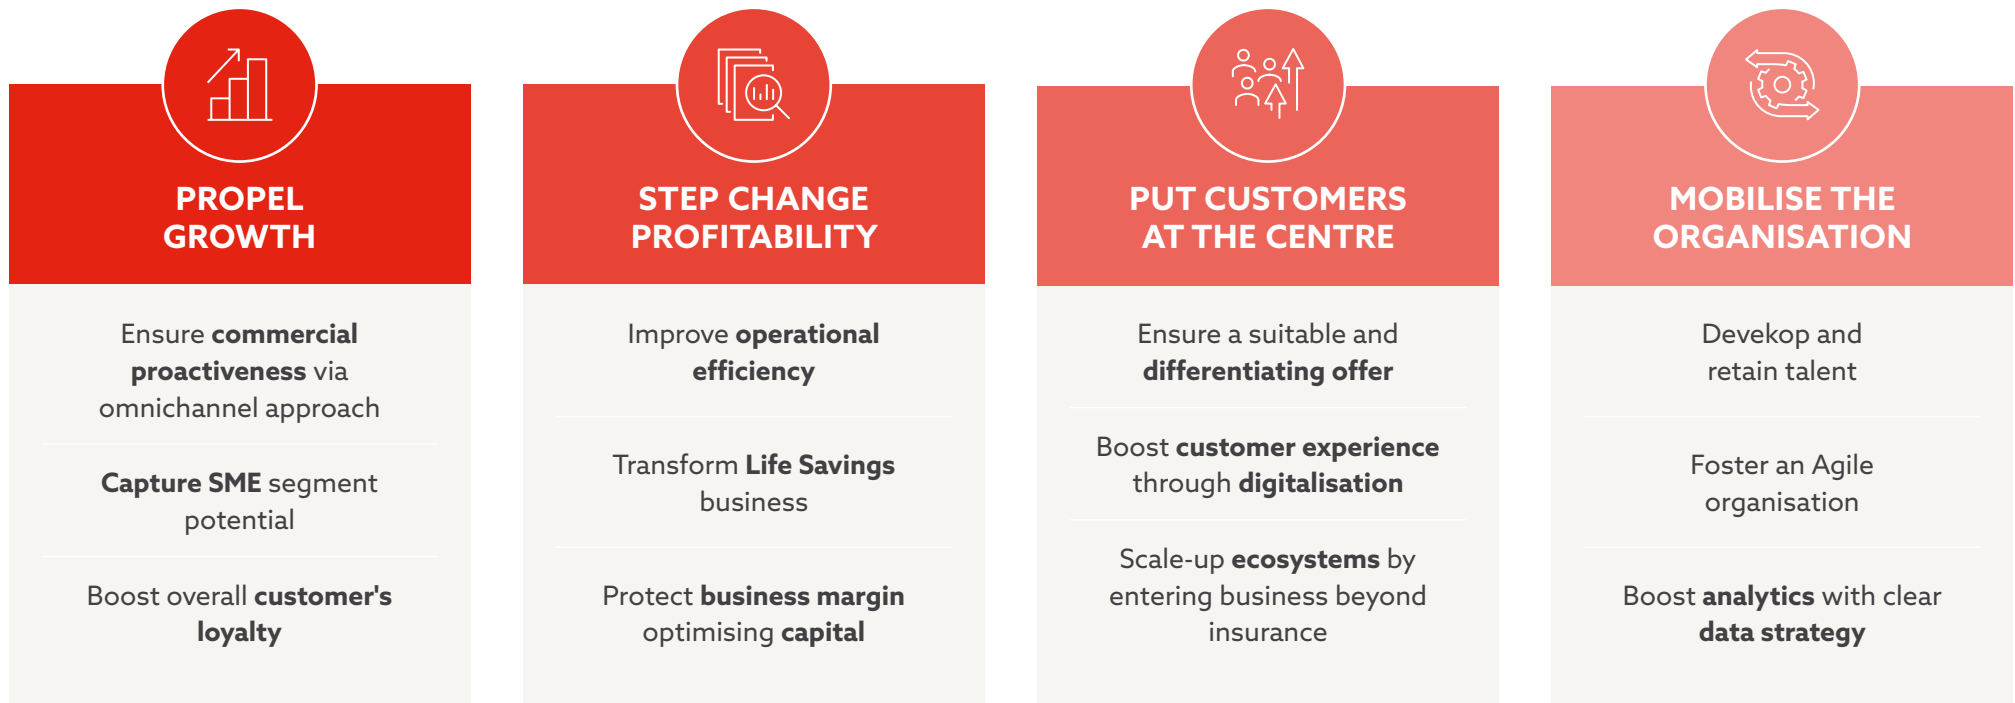 PROPEL
GROWTH
Ensure commercial
proactiveness via
omnichannel approach
Capture SME segment
potential
Boost overall customer's
loyalty
STEP CHANGE
PROFITABILITY
Improve operational
efficiency
Transform Life Savings
business
Protect business margin
optimising capital
PUT CUSTOMERS
AT THE CENTRE
Ensure a suitable and
differentiating offer
Boost customer experience
through digitalisation
Scale-up ecosystems by
entering business beyond
insurance
MOBILISE THE
ORGANISATION
Devekop and
retain talent
Foster an Agile
organisation
Boost analytics with clear
data strategy